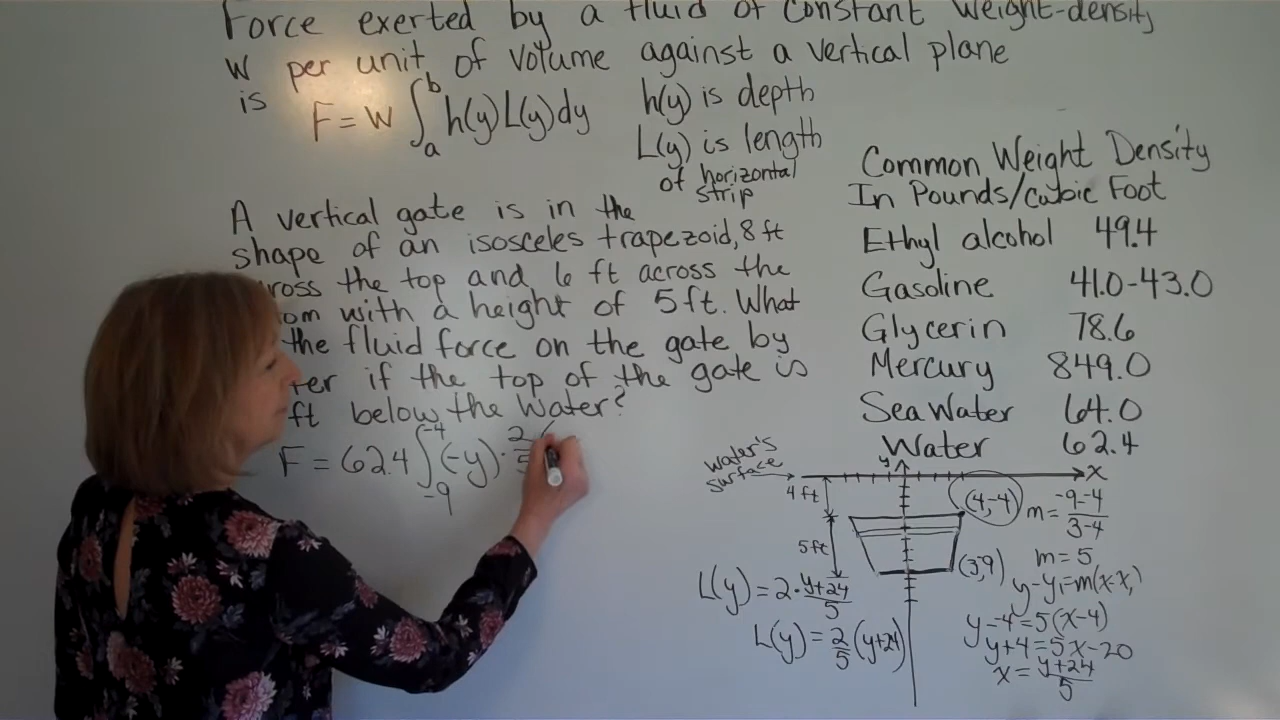 Force exerted by a fluid of constant weight-density
W per unit of volume against a vertical plane
is
F = W ∫_a^b h(y)L(y)dy
h(y) is depth
L(y) is length
of horizontal
strip
A vertical gate is in the
shape of an isosceles trapezoid, 8 ft
the top and 6 ft across the
with a height of 5 ft. What
the fluid force on the gate by
if the top of the gate is
ft below the water?
F = 62.4 ∫_-9^-4 (-y) · 2/5 (
Common Weight Density
In Pounds/cubic Foot
Ethyl alcohol 49.4
Gasoline 41.0-43.0
Glycerin 78.6
Mercury 849.0
Sea Water 64.0
Water 62.4
water's
surface
y
x
4 ft
5 ft
(4,-4)
(3,9)
m = (-9--4)/(3-4)
m = 5
y-y₁=m(x-x₁)
y-4=5(x-4)
y+4=5x-20
x = (y+24)/5
L(y) = 2 · (y+24)/5
L(y) = 2/5 (y+24)